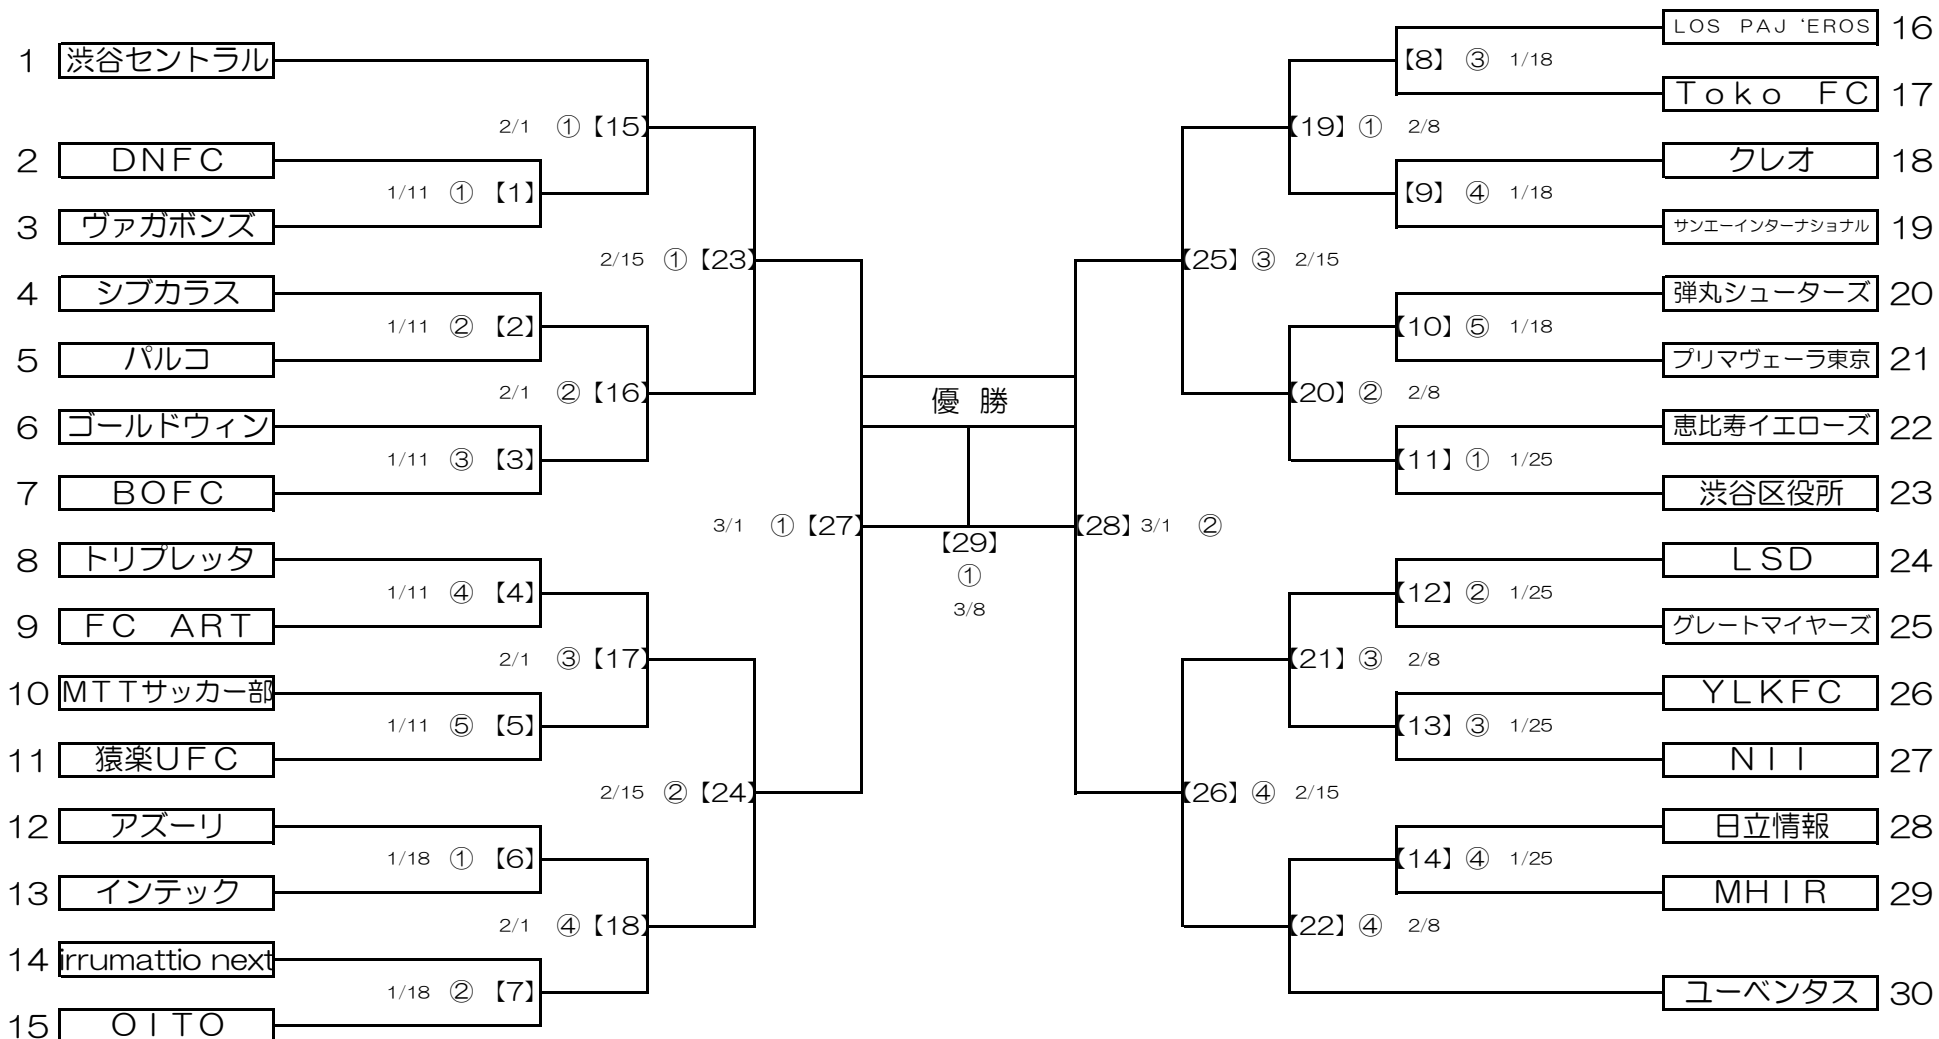 1 渋谷セントラル
2/1 ① 【15】
2 ＤＮＦＣ
1/11 ① 【1】
3 ヴァガボンズ
2/15 ① 【23】
4 シブカラス
1/11 ② 【2】
5 パルコ
2/1 ② 【16】
6 ゴールドウィン
1/11 ③ 【3】
7 ＢＯＦＣ
3/1 ① 【27】
8 トリプレッタ
1/11 ④ 【4】
9 ＦＣ　ＡＲＴ
2/1 ③ 【17】
10 ＭＴＴサッカー部
1/11 ⑤ 【5】
11 猿楽ＵＦＣ
2/15 ② 【24】
12 アズーリ
1/18 ① 【6】
13 インテック
2/1 ④ 【18】
14 irrumattio next
1/18 ② 【7】
15 ＯＩＴＯ
優 勝
【29】
①
3/8
ＬＯＳ　ＰＡＪ‘ＥＲＯＳ 16
【8】 ③ 1/18
Ｔｏｋｏ　ＦＣ 17
【19】 ① 2/8
クレオ 18
【9】 ④ 1/18
サンエーインターナショナル 19
【25】 ③ 2/15
弾丸シューターズ 20
【10】 ⑤ 1/18
プリマヴェーラ東京 21
【20】 ② 2/8
恵比寿イエローズ 22
【11】 ① 1/25
渋谷区役所 23
【28】 3/1 ②
ＬＳＤ 24
【12】 ② 1/25
グレートマイヤーズ 25
【21】 ③ 2/8
ＹＬＫＦＣ 26
【13】 ③ 1/25
ＮＩＩ 27
【26】 ④ 2/15
日立情報 28
【14】 ④ 1/25
ＭＨＩＲ 29
【22】 ④ 2/8
ユーベンタス 30